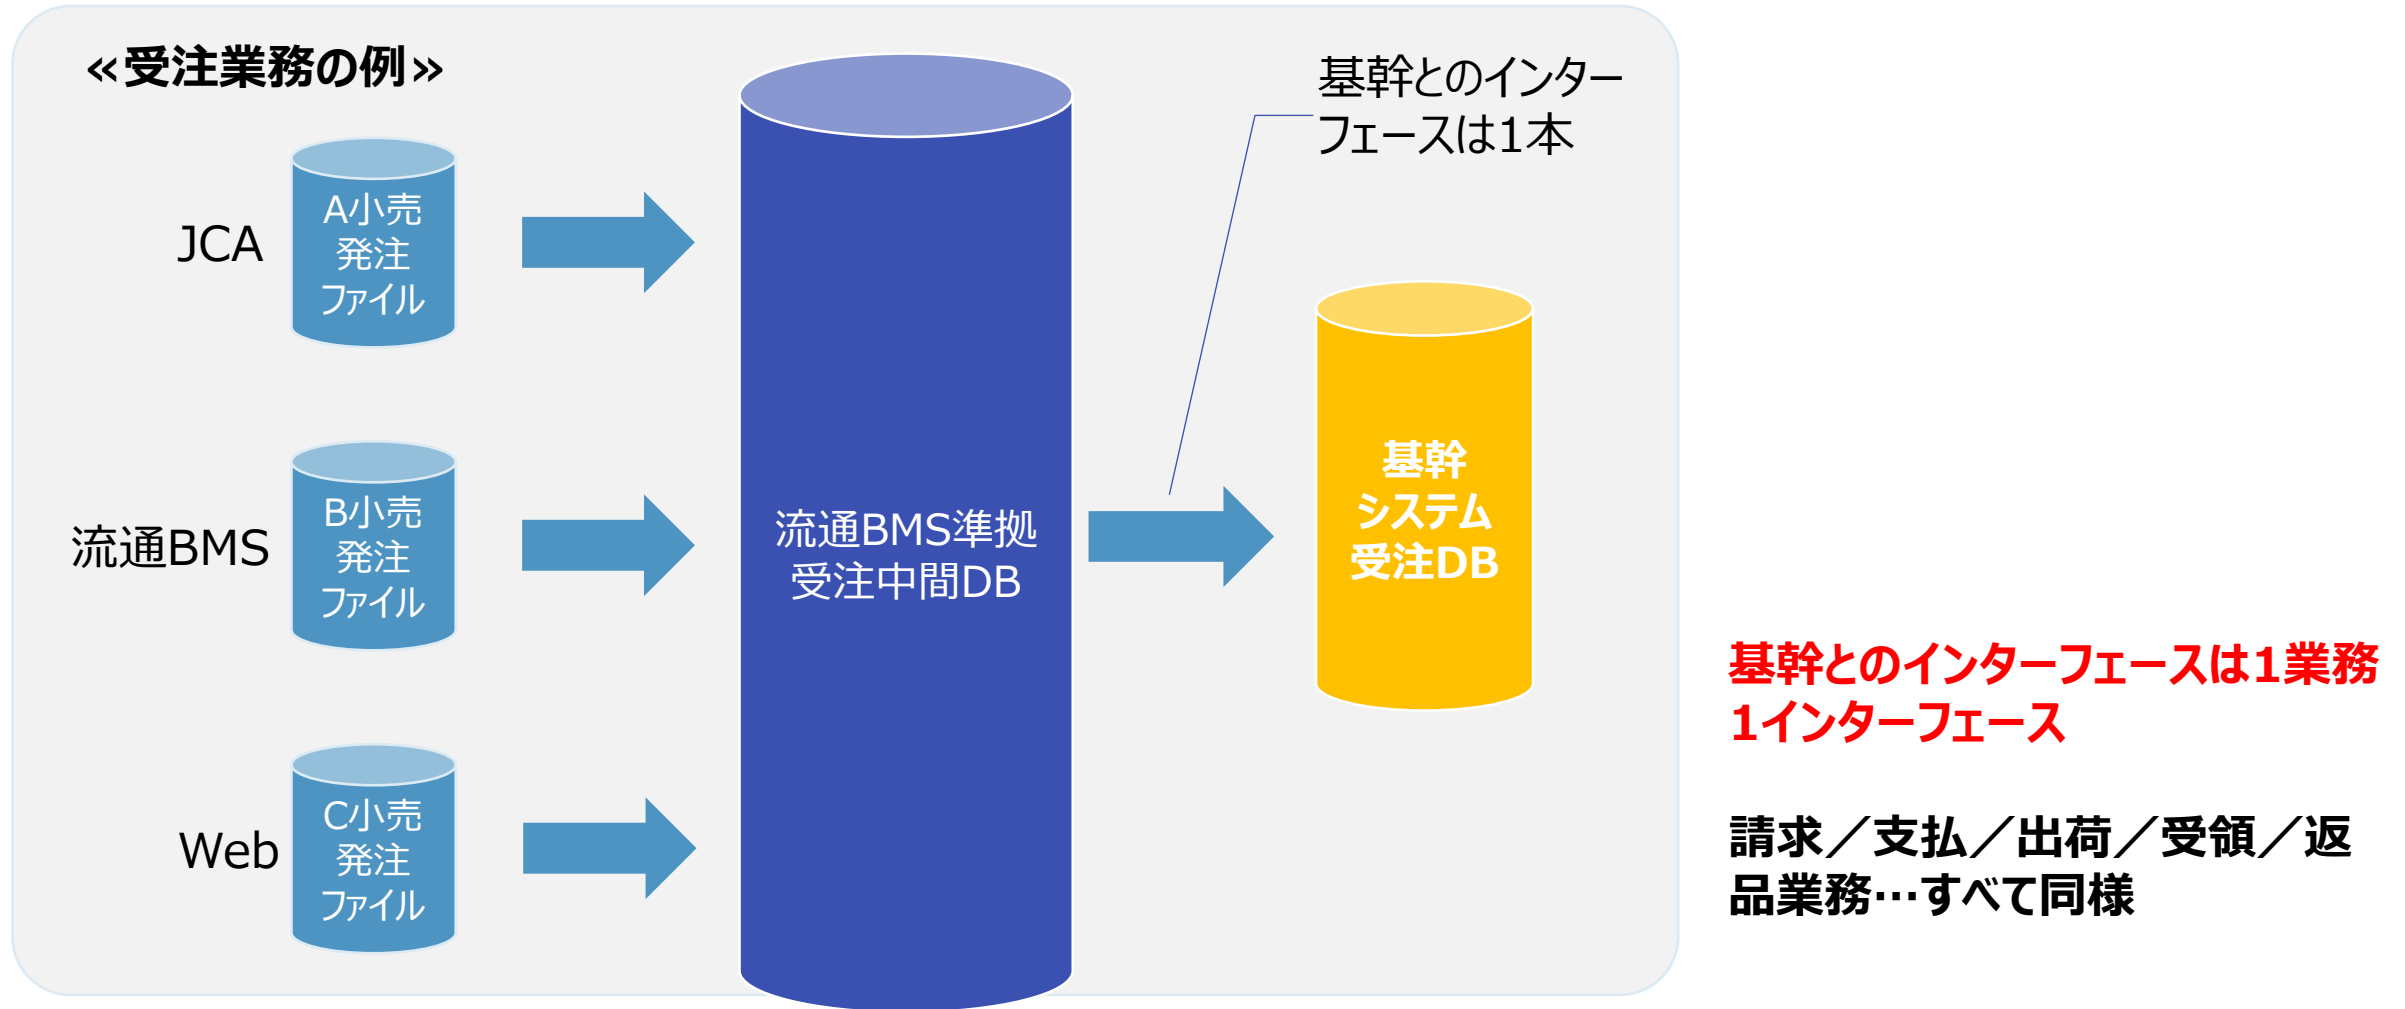 ≪受注業務の例≫
基幹とのインター
フェースは1本
JCA
A小売
発注
ファイル
流通BMS
B小売
発注
ファイル
Web
C小売
発注
ファイル
流通BMS準拠
受注中間DB
基幹
システム
受注DB
基幹とのインターフェースは1業務
1インターフェース
請求／支払／出荷／受領／返
品業務…すべて同様